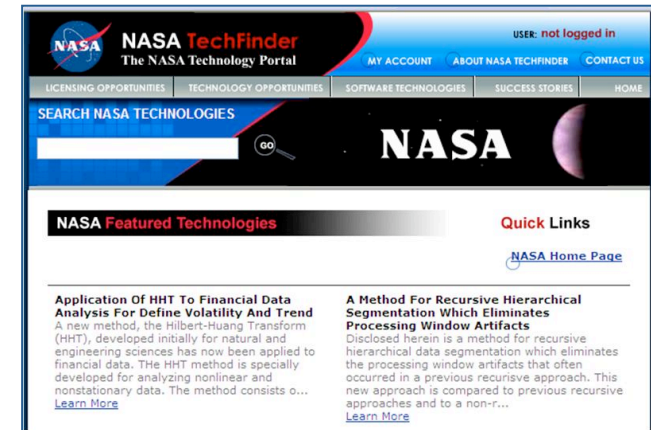 USER: not logged in
NASA
NASA TechFinder
The NASA Technology Portal
MY ACCOUNT ABOUT NASA TECHFINDER CONTACT US
LICENSING OPPORTUNITIES TECHNOLOGY OPPORTUNITIES SOFTWARE TECHNOLOGIES SUCCESS STORIES HOME
SEARCH NASA TECHNOLOGIES
GO
NASA
NASA Featured Technologies
Quick Links
NASA Home Page
Application Of HHT To Financial Data
Analysis For Define Volatility And Trend
A new method, the Hilbert-Huang Transform
(HHT), developed initially for natural and
engineering sciences has now been applied to
financial data. THe HHT method is specially
developed for analyzing nonlinear and
nonstationary data. The method consists o...
Learn More
A Method For Recursive Hierarchical
Segmentation Which Eliminates
Processing Window Artifacts
Disclosed herein is a method for recursive
hierarchical data segmentation which eliminates
the processing window artifacts that often
occurred in a previous recurisve approach. This
new approach is compared to previous recursive
approaches and to a non-r...
Learn More